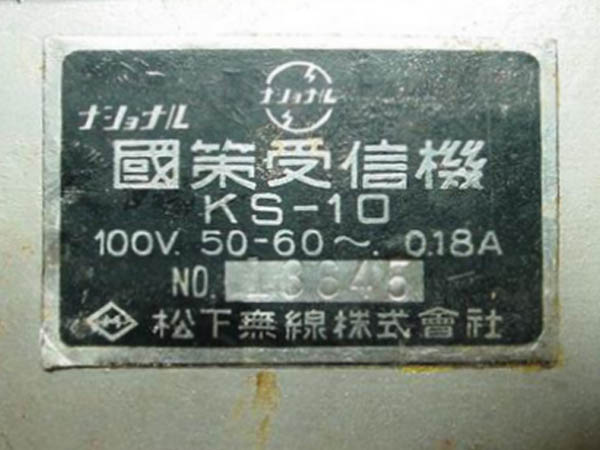 ナショナル
ナショナル
國策受信機
KS-10
100V. 50-60～. 0.18A
NO. 13645
松下無線株式會社